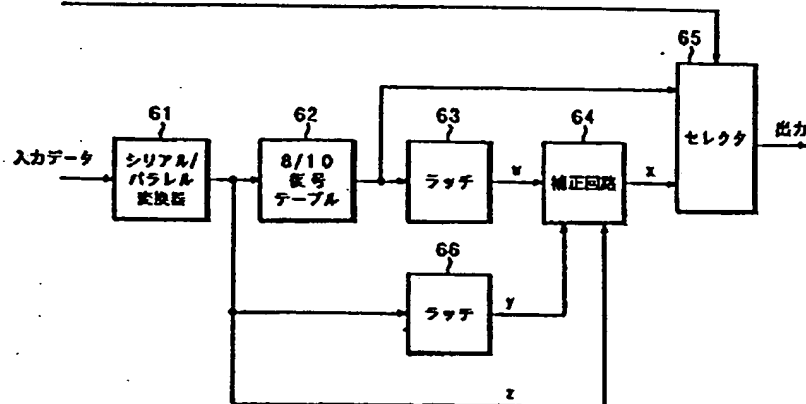 65
セレクタ
出力
61
62
63
64
入力データ
シリアル/
パラレル
変換器
8/10
復号
テーブル
ラッチ
w
補正回路
x
66
ラッチ
y
z